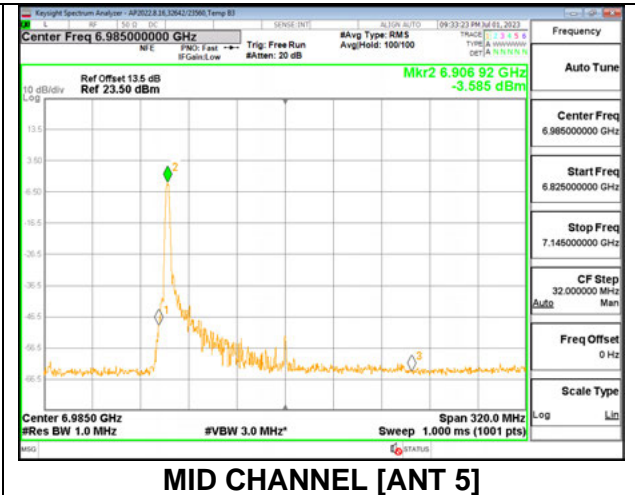 Keysight Spectrum Analyzer - AP2022.8.16,32642/23560,Temp B3
L RF 50 Ω DC SENSE:INT ALIGN AUTO 09:33:23 PM Jul 01, 2023
Center Freq 6.985000000 GHz
NFE PNO: Fast Trig: Free Run
IFGain:Low #Atten: 20 dB
#Avg Type: RMS
Avg|Hold: 100/100
TRACE 1 2 3 4 5 6
TYPE A WWWWW
DET A N N N N N
Ref Offset 13.5 dB
10 dB/div Ref 23.50 dBm
Log
Mkr2 6.906 92 GHz
-3.585 dBm
13.5
3.50
-6.50
-16.5
-26.5
-36.5
-46.5
-56.5
-66.5
2
1
3
Center 6.9850 GHz Span 320.0 MHz
#Res BW 1.0 MHz #VBW 3.0 MHz* Sweep 1.000 ms (1001 pts)
MSG STATUS
Frequency
Auto Tune
Center Freq
6.985000000 GHz
Start Freq
6.825000000 GHz
Stop Freq
7.145000000 GHz
CF Step
32.000000 MHz
Auto Man
Freq Offset
0 Hz
Scale Type
Log Lin
MID CHANNEL [ANT 5]